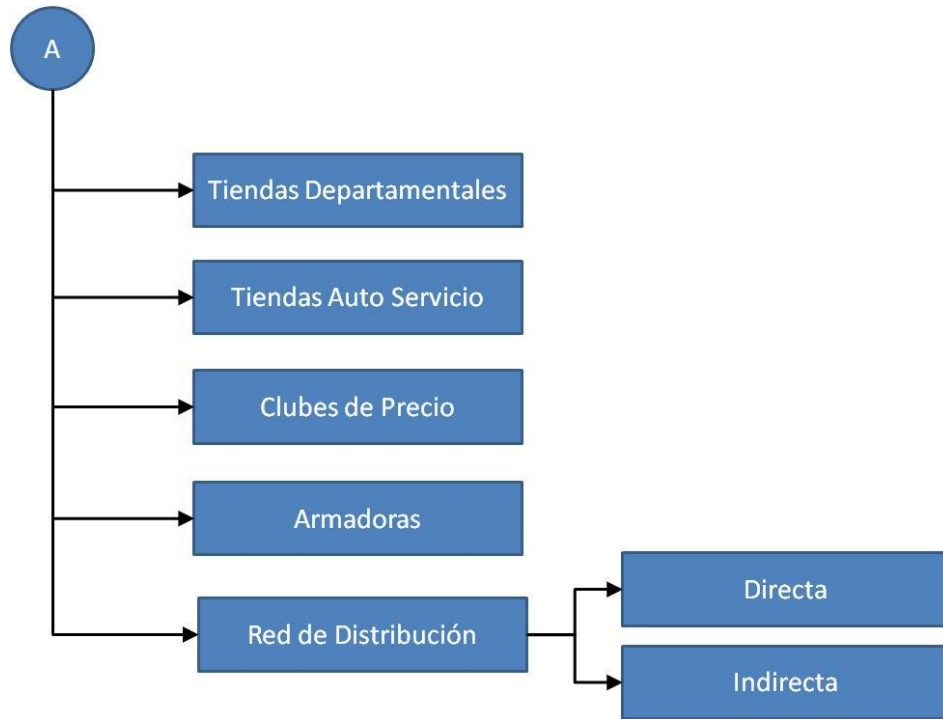 A
Tiendas Departamentales
Tiendas Auto Servicio
Clubes de Precio
Armadoras
Red de Distribución
Directa
Indirecta